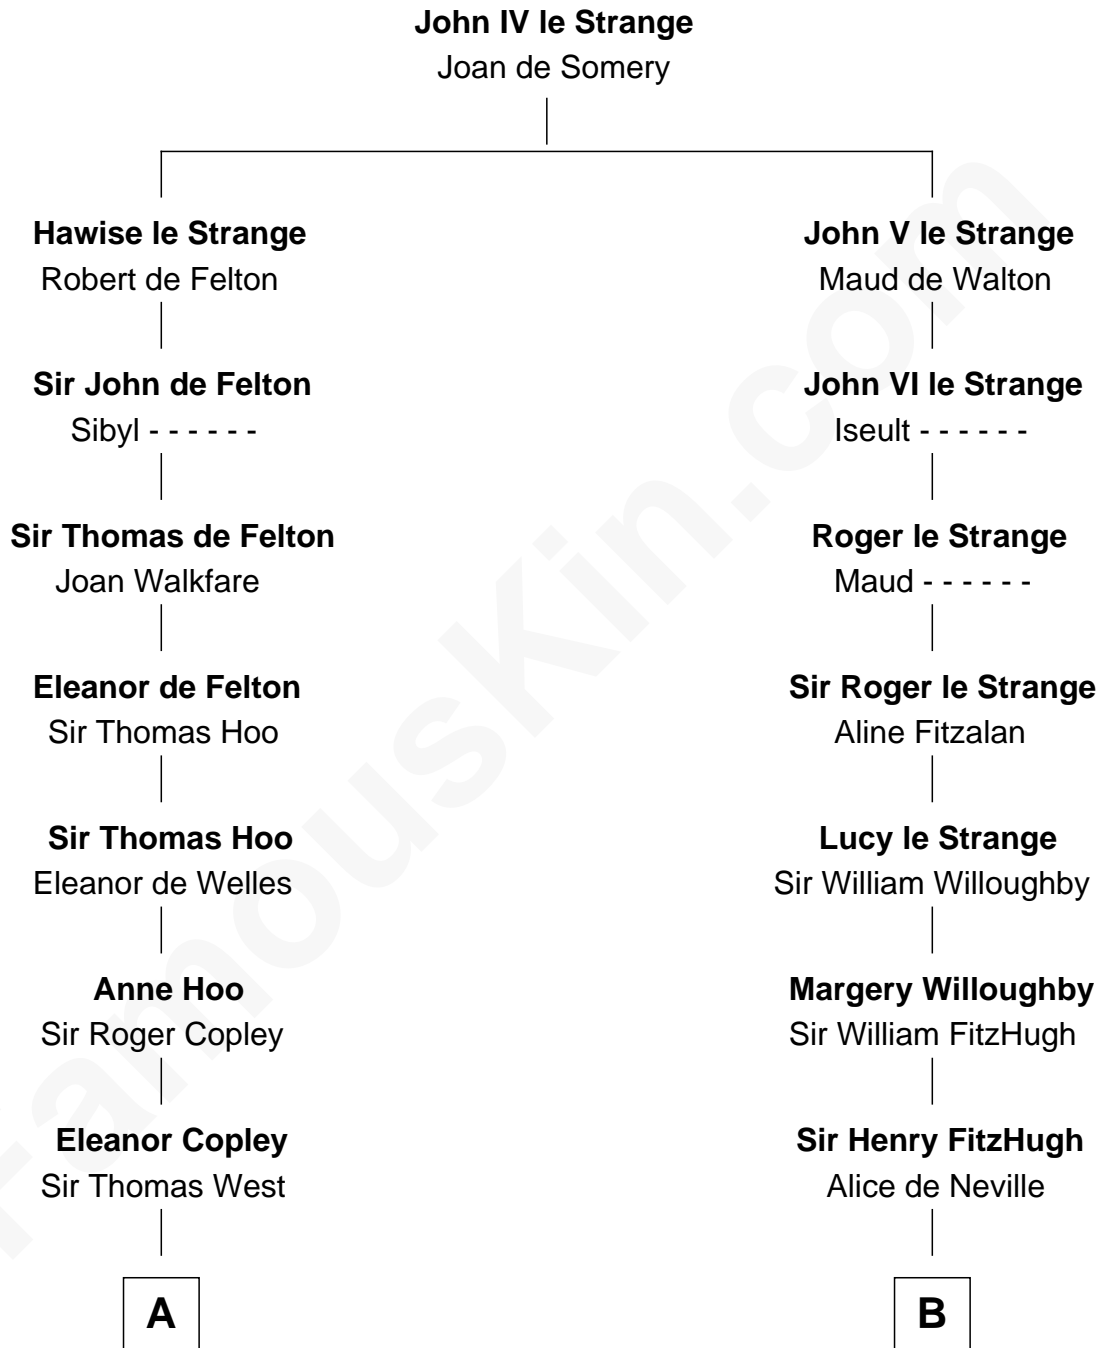 John IV le Strange
Joan de Somery
Hawise le Strange
Robert de Felton
John V le Strange
Maud de Walton
Sir John de Felton
Sibyl - - - - - -
John VI le Strange
Iseult - - - - - -
Sir Thomas de Felton
Joan Walkfare
Roger le Strange
Maud - - - - - -
Eleanor de Felton
Sir Thomas Hoo
Sir Roger le Strange
Aline Fitzalan
Sir Thomas Hoo
Eleanor de Welles
Lucy le Strange
Sir William Willoughby
Anne Hoo
Sir Roger Copley
Margery Willoughby
Sir William FitzHugh
Eleanor Copley
Sir Thomas West
Sir Henry FitzHugh
Alice de Neville
A
B
FamousKin.com